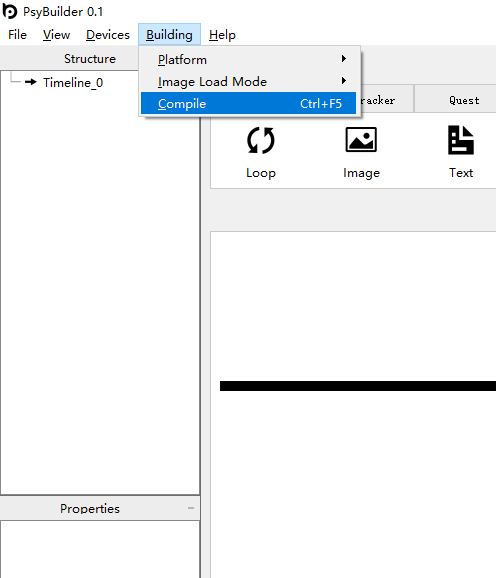 PsyBuilder 0.1
File View Devices Building Help
Structure
Platform
Timeline_0
Image Load Mode
Compile Ctrl+F5
Quest
Loop Image Text
Properties